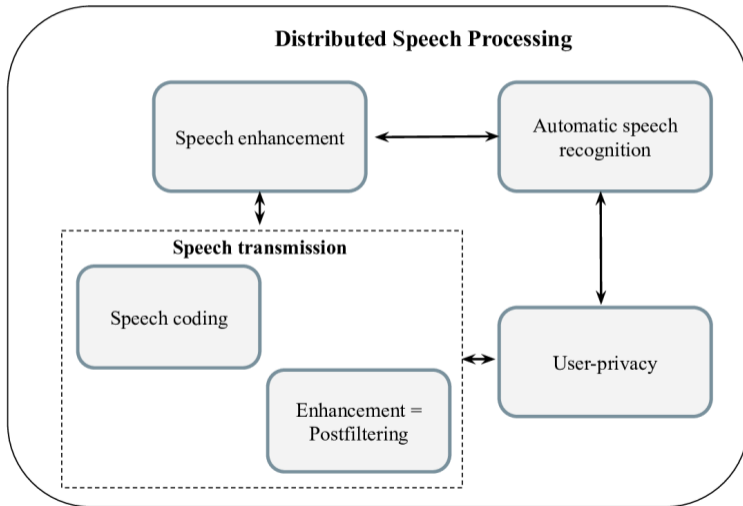 Distributed Speech Processing
Speech enhancement
Automatic speech
recognition
Speech transmission
Speech coding
User-privacy
Enhancement =
Postfiltering